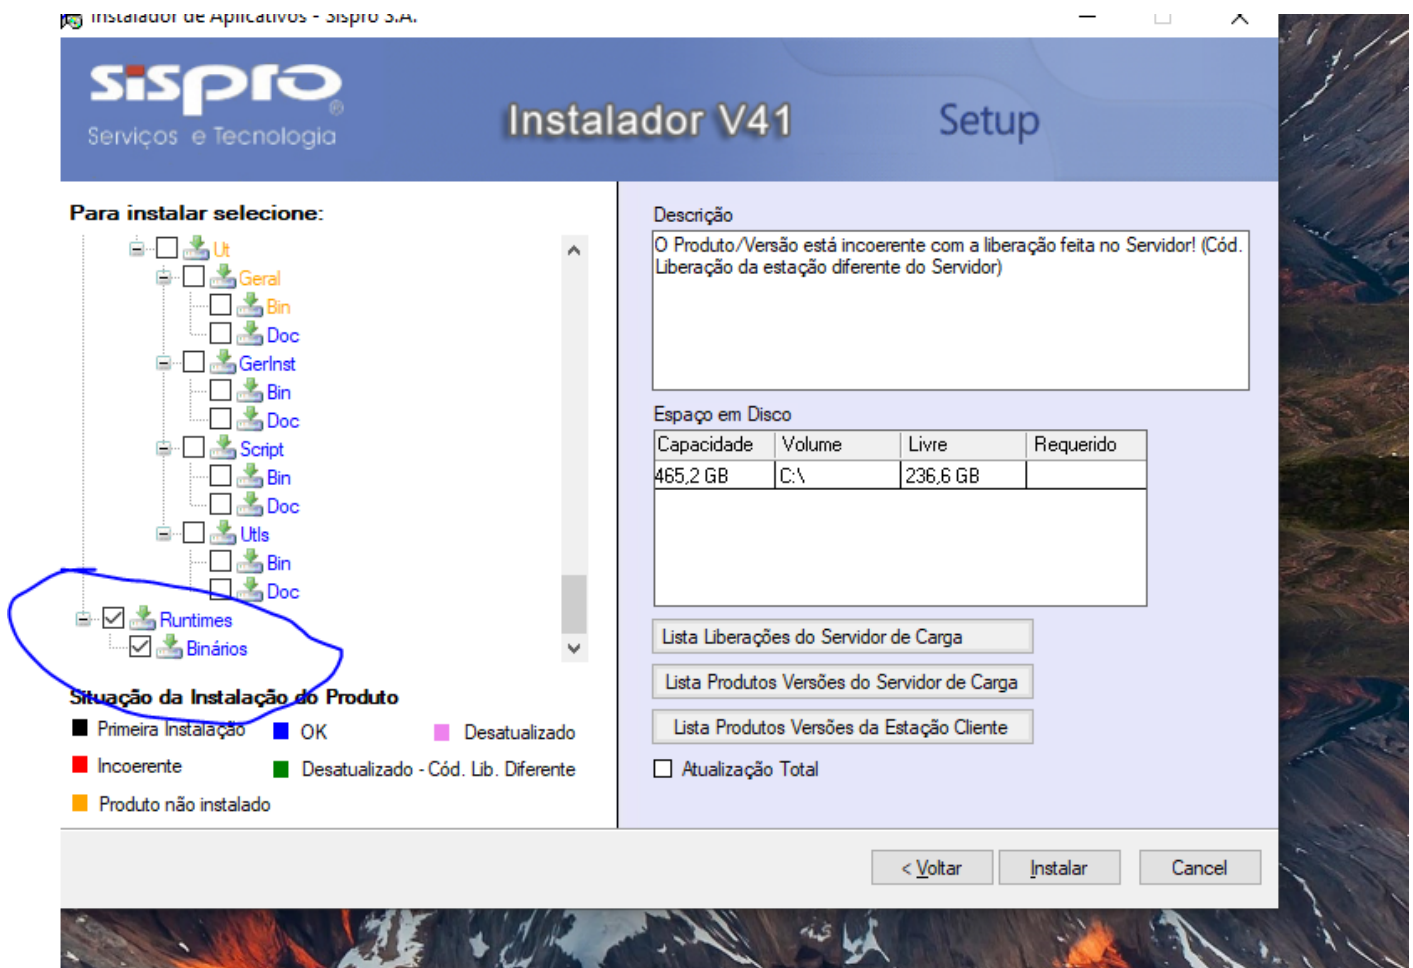 Instalador de Aplicativos - Sispro S.A.
sispro
®
Serviços e Tecnologia
Instalador V41
Setup
Para instalar selecione:
Ut
Geral
Bin
Doc
GerInst
Bin
Doc
Script
Bin
Doc
Utls
Bin
Doc
Runtimes
Binários
Situação da Instalação do Produto
Primeira Instalação
OK
Desatualizado
Incoerente
Desatualizado - Cód. Lib. Diferente
Produto não instalado
Descrição
O Produto/Versão está incoerente com a liberação feita no Servidor! (Cód.
Liberação da estação diferente do Servidor)
Espaço em Disco
Capacidade Volume Livre Requerido
465,2 GB C:\ 236,6 GB
Lista Liberações do Servidor de Carga
Lista Produtos Versões do Servidor de Carga
Lista Produtos Versões da Estação Cliente
Atualização Total
< Voltar Instalar Cancel